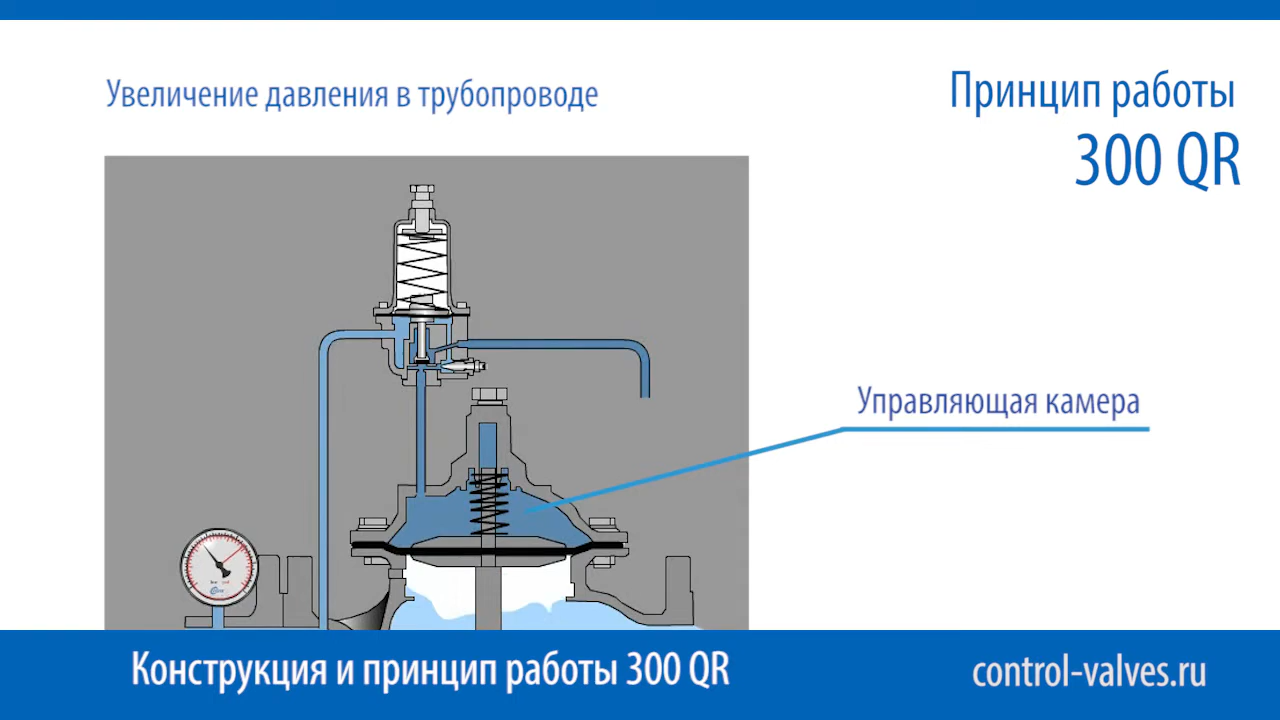 Увеличение давления в трубопроводе
Принцип работы
300 QR
Управляющая камера
Конструкция и принцип работы 300 QR
control-valves.ru